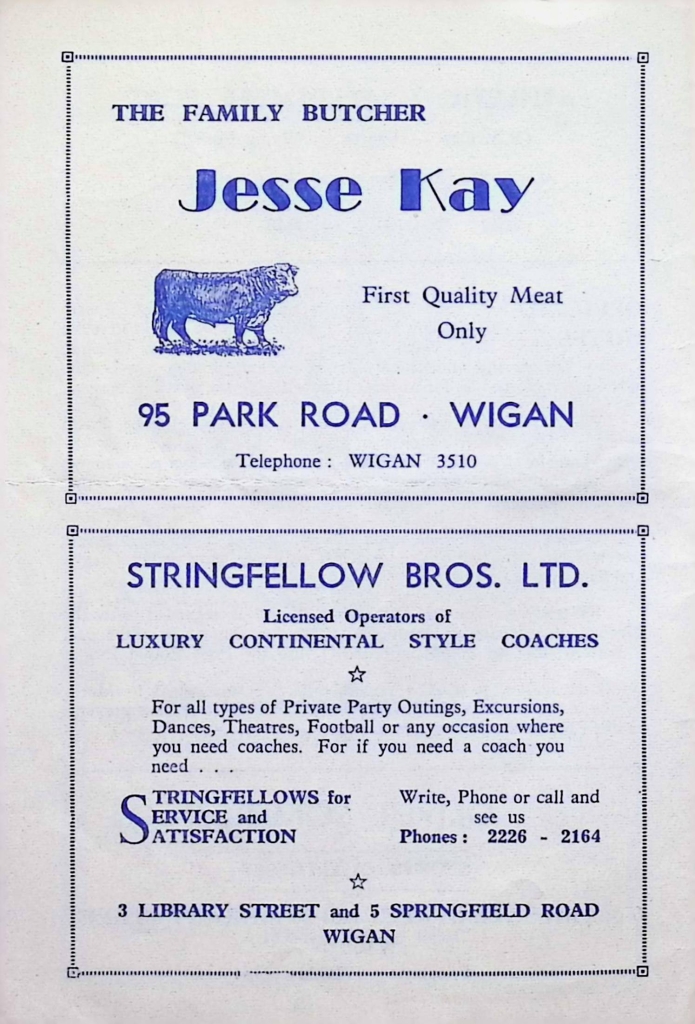 THE FAMILY BUTCHER
Jesse Kay
First Quality Meat
Only
95 PARK ROAD · WIGAN
Telephone : WIGAN 3510
STRINGFELLOW BROS. LTD.
Licensed Operators of
LUXURY CONTINENTAL STYLE COACHES
For all types of Private Party Outings, Excursions,
Dances, Theatres, Football or any occasion where
you need coaches. For if you need a coach you
need . . .
STRINGFELLOWS for
SERVICE and
SATISFACTION
Write, Phone or call and
see us
Phones : 2226 - 2164
3 LIBRARY STREET and 5 SPRINGFIELD ROAD
WIGAN